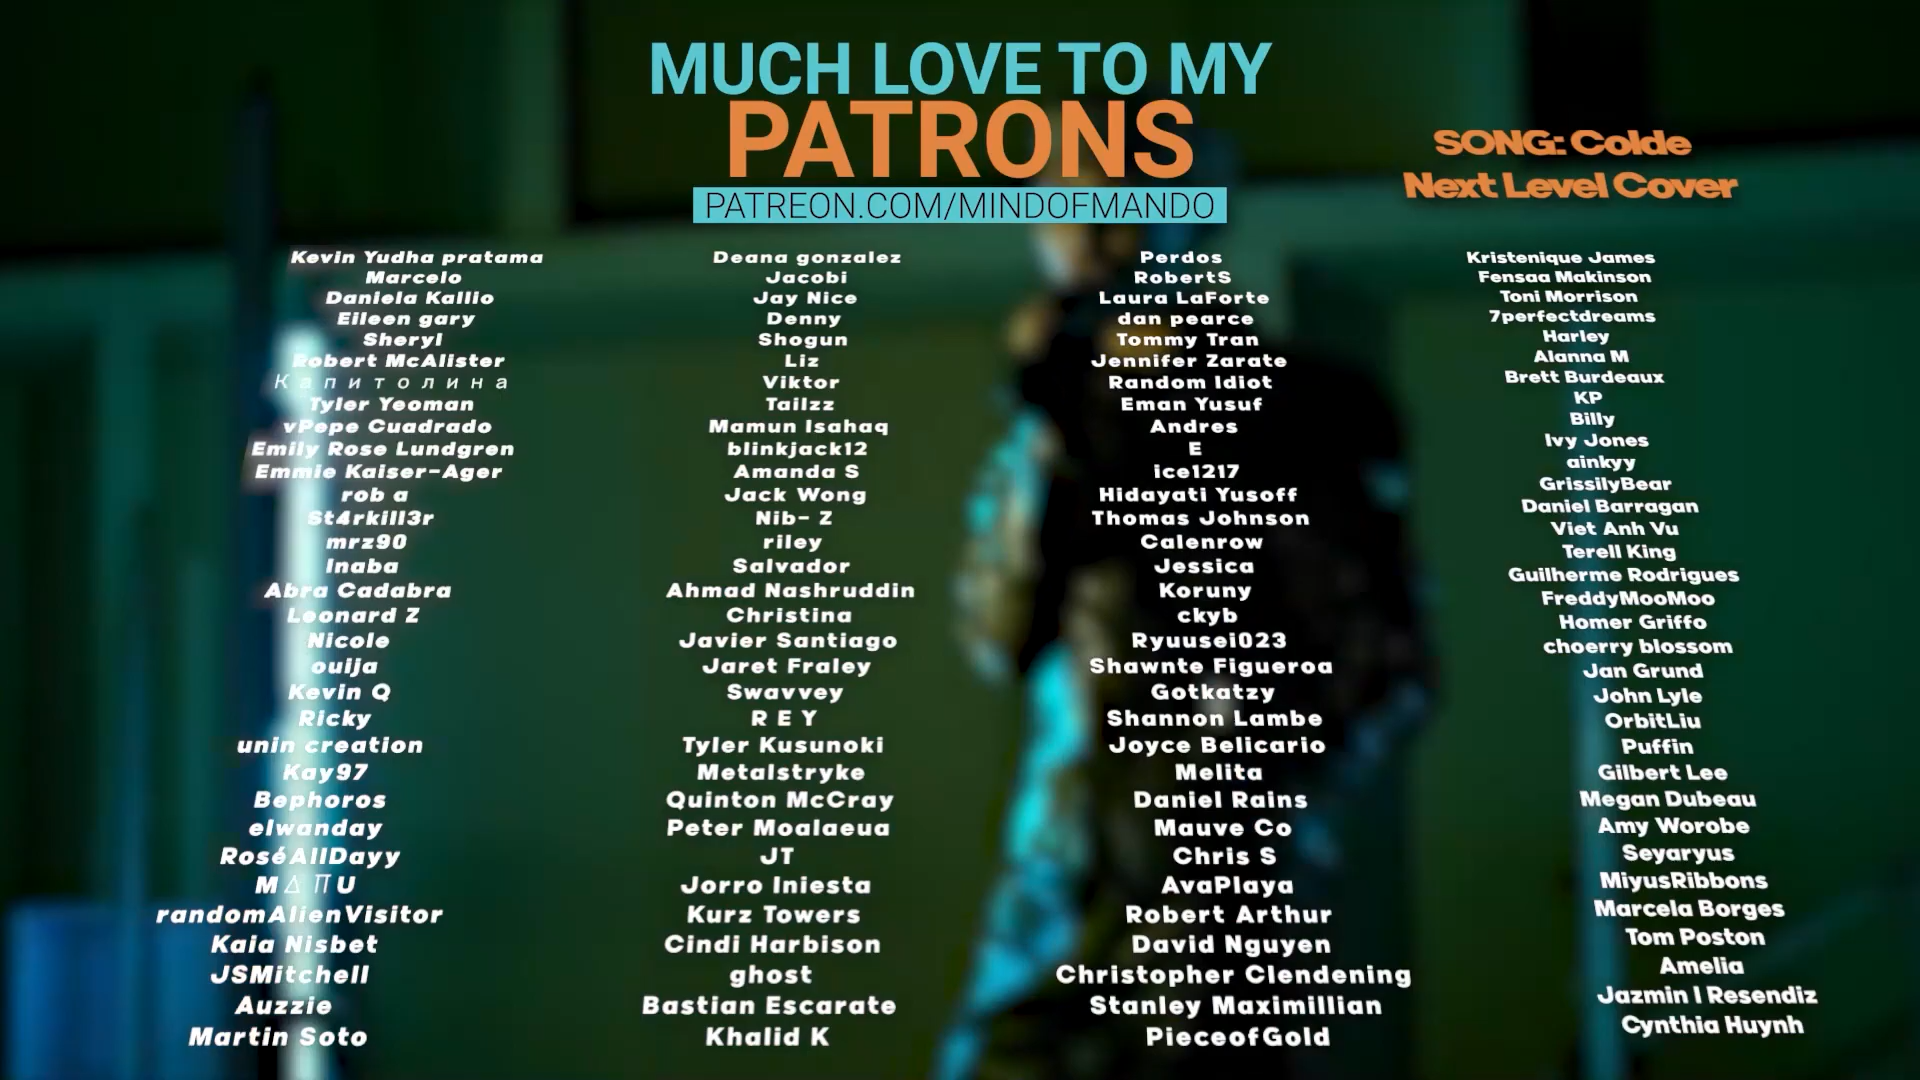 MUCH LOVE TO MY
PATRONS
PATREON.COM/MINDOFMANDO
SONG: Colde
Next Level Cover
Kevin Yudha pratama
Marcelo
Daniela Kallio
Eileen gary
Sheryl
Robert McAlister
Капитолина
Tyler Yeoman
vPepe Cuadrado
Emily Rose Lundgren
Emmie Kaiser-Ager
rob a
St4rkill3r
mrz90
Inaba
Abra Cadabra
Leonard Z
Nicole
ouija
Kevin Q
Ricky
unin creation
Kay97
Bephoros
elwanday
RoséAllDayy
M△πU
randomAlienVisitor
Kaia Nisbet
JSMitchell
Auzzie
Martin Soto
Deana gonzalez
Jacobi
Jay Nice
Denny
Shogun
Liz
Viktor
Tailzz
Mamun Isahaq
blinkjack12
Amanda S
Jack Wong
Nib- Z
riley
Salvador
Ahmad Nashruddin
Christina
Javier Santiago
Jaret Fraley
Swavvey
R E Y
Tyler Kusunoki
Metalstryke
Quinton McCray
Peter Moalaeua
JT
Jorro Iniesta
Kurz Towers
Cindi Harbison
ghost
Bastian Escarate
Khalid K
Perdos
RobertS
Laura LaForte
dan pearce
Tommy Tran
Jennifer Zarate
Random Idiot
Eman Yusuf
Andres
E
ice1217
Hidayati Yusoff
Thomas Johnson
Calenrow
Jessica
Koruny
ckyb
Ryuusei023
Shawnte Figueroa
Gotkatzy
Shannon Lambe
Joyce Belicario
Melita
Daniel Rains
Mauve Co
Chris S
AvaPlaya
Robert Arthur
David Nguyen
Christopher Clendening
Stanley Maximillian
PieceofGold
Kristenique James
Fensaa Makinson
Toni Morrison
7perfectdreams
Harley
Alanna M
Brett Burdeaux
KP
Billy
Ivy Jones
ainkyy
GrissilyBear
Daniel Barragan
Viet Anh Vu
Terell King
Guilherme Rodrigues
FreddyMooMoo
Homer Griffo
choerry blossom
Jan Grund
John Lyle
OrbitLiu
Puffin
Gilbert Lee
Megan Dubeau
Amy Worobe
Seyaryus
MiyusRibbons
Marcela Borges
Tom Poston
Amelia
Jazmin I Resendiz
Cynthia Huynh